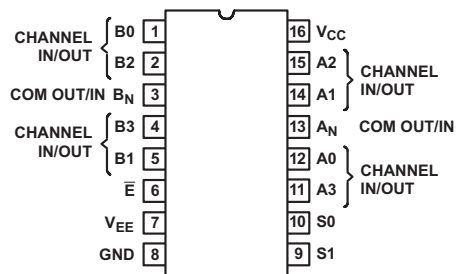 CHANNEL IN/OUT
B0 1
B2 2
COM OUT/IN BN 3
CHANNEL IN/OUT
B3 4
B1 5
E̅ 6
VEE 7
GND 8
16 VCC
15 A2
14 A1
CHANNEL IN/OUT
13 AN COM OUT/IN
12 A0
11 A3
CHANNEL IN/OUT
10 S0
9 S1